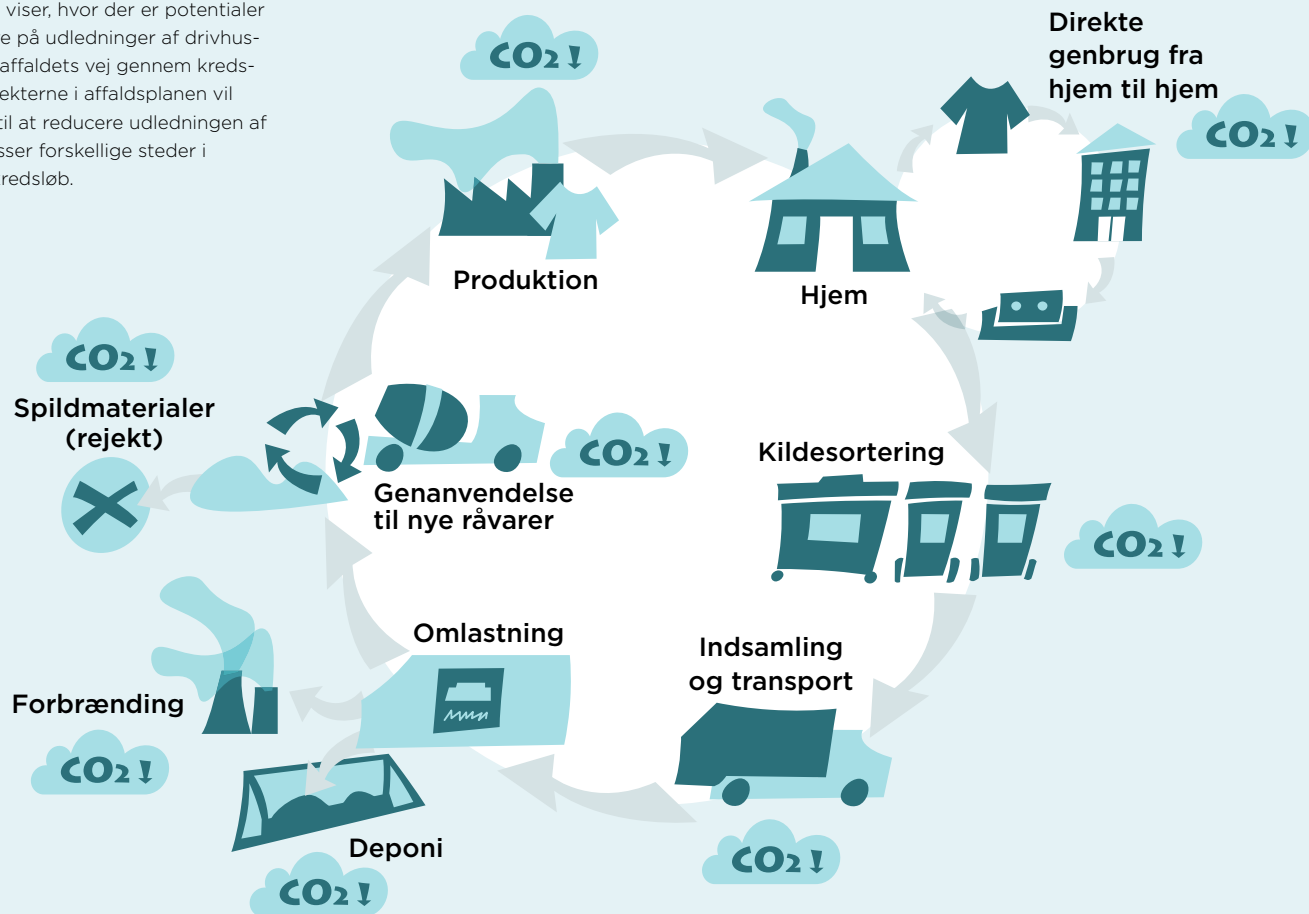 viser, hvor der er potentialer
e på udledninger af drivhus-
affaldets vej gennem kreds-
ekterne i affaldsplanen vil
til at reducere udledningen af
sser forskellige steder i
kredsløb.
CO2 !
Direkte
genbrug fra
hjem til hjem
CO2 !
Produktion
Hjem
CO2 !
Spildmaterialer
(rejekt)
CO2 !
Genanvendelse
til nye råvarer
Kildesortering
CO2 !
Omlastning
Indsamling
og transport
Forbrænding
CO2 !
Deponi
CO2 !
CO2 !